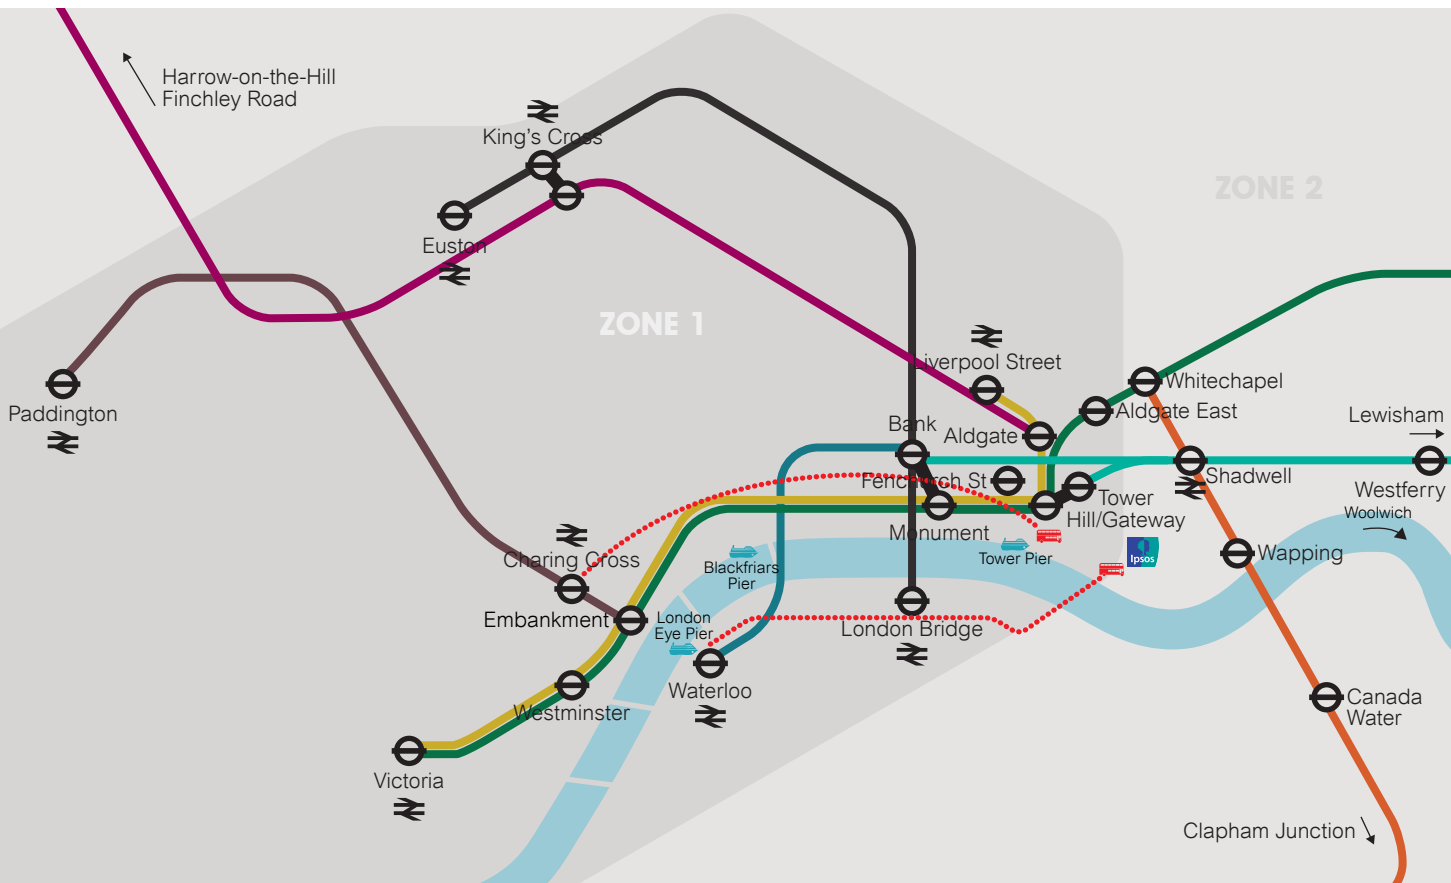 Harrow-on-the-Hill
Finchley Road
King's Cross
ZONE 2
Euston
ZONE 1
Liverpool Street
Whitechapel
Paddington
Aldgate East
Lewisham
Bank
Aldgate
Fenchurch St
Shadwell
Westferry
Tower
Hill/Gateway
Woolwich
Monument
Charing Cross
Blackfriars
Pier
Tower Pier
Ipsos
Wapping
Embankment
London
Eye Pier
London Bridge
Waterloo
Westminster
Canada
Water
Victoria
Clapham Junction